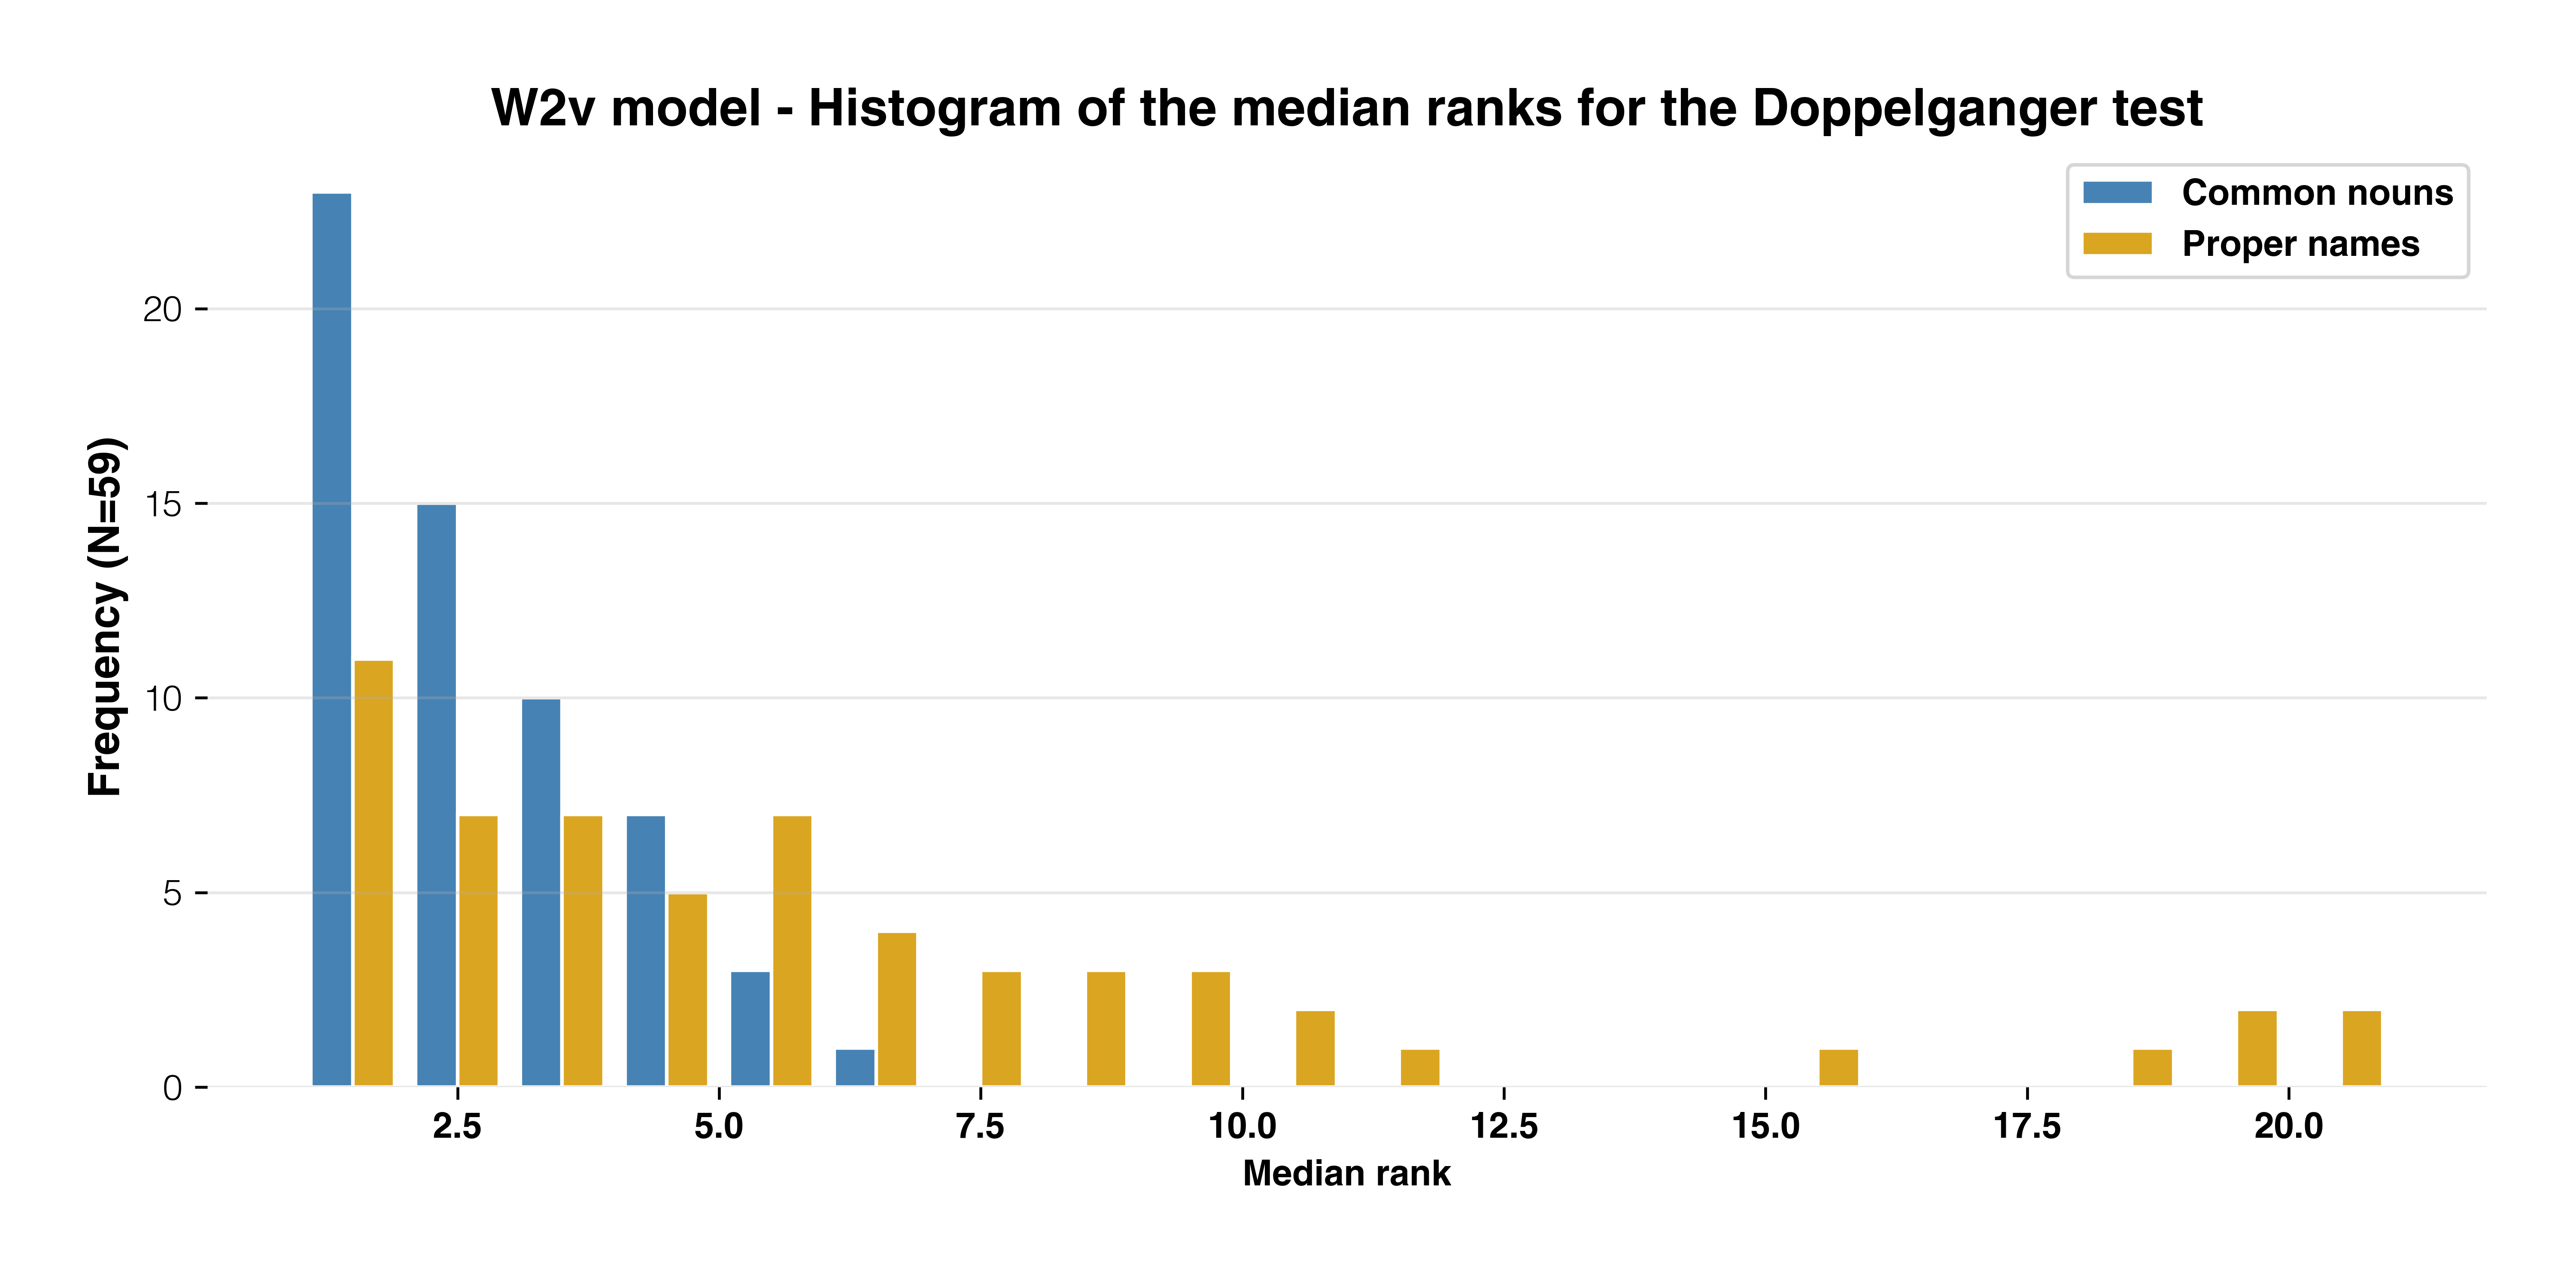 W2v model - Histogram of the median ranks for the Doppelganger test
Common nouns
Proper names
Frequency (N=59)
20
15
10
5
0
2.5 5.0 7.5 10.0 12.5 15.0 17.5 20.0
Median rank